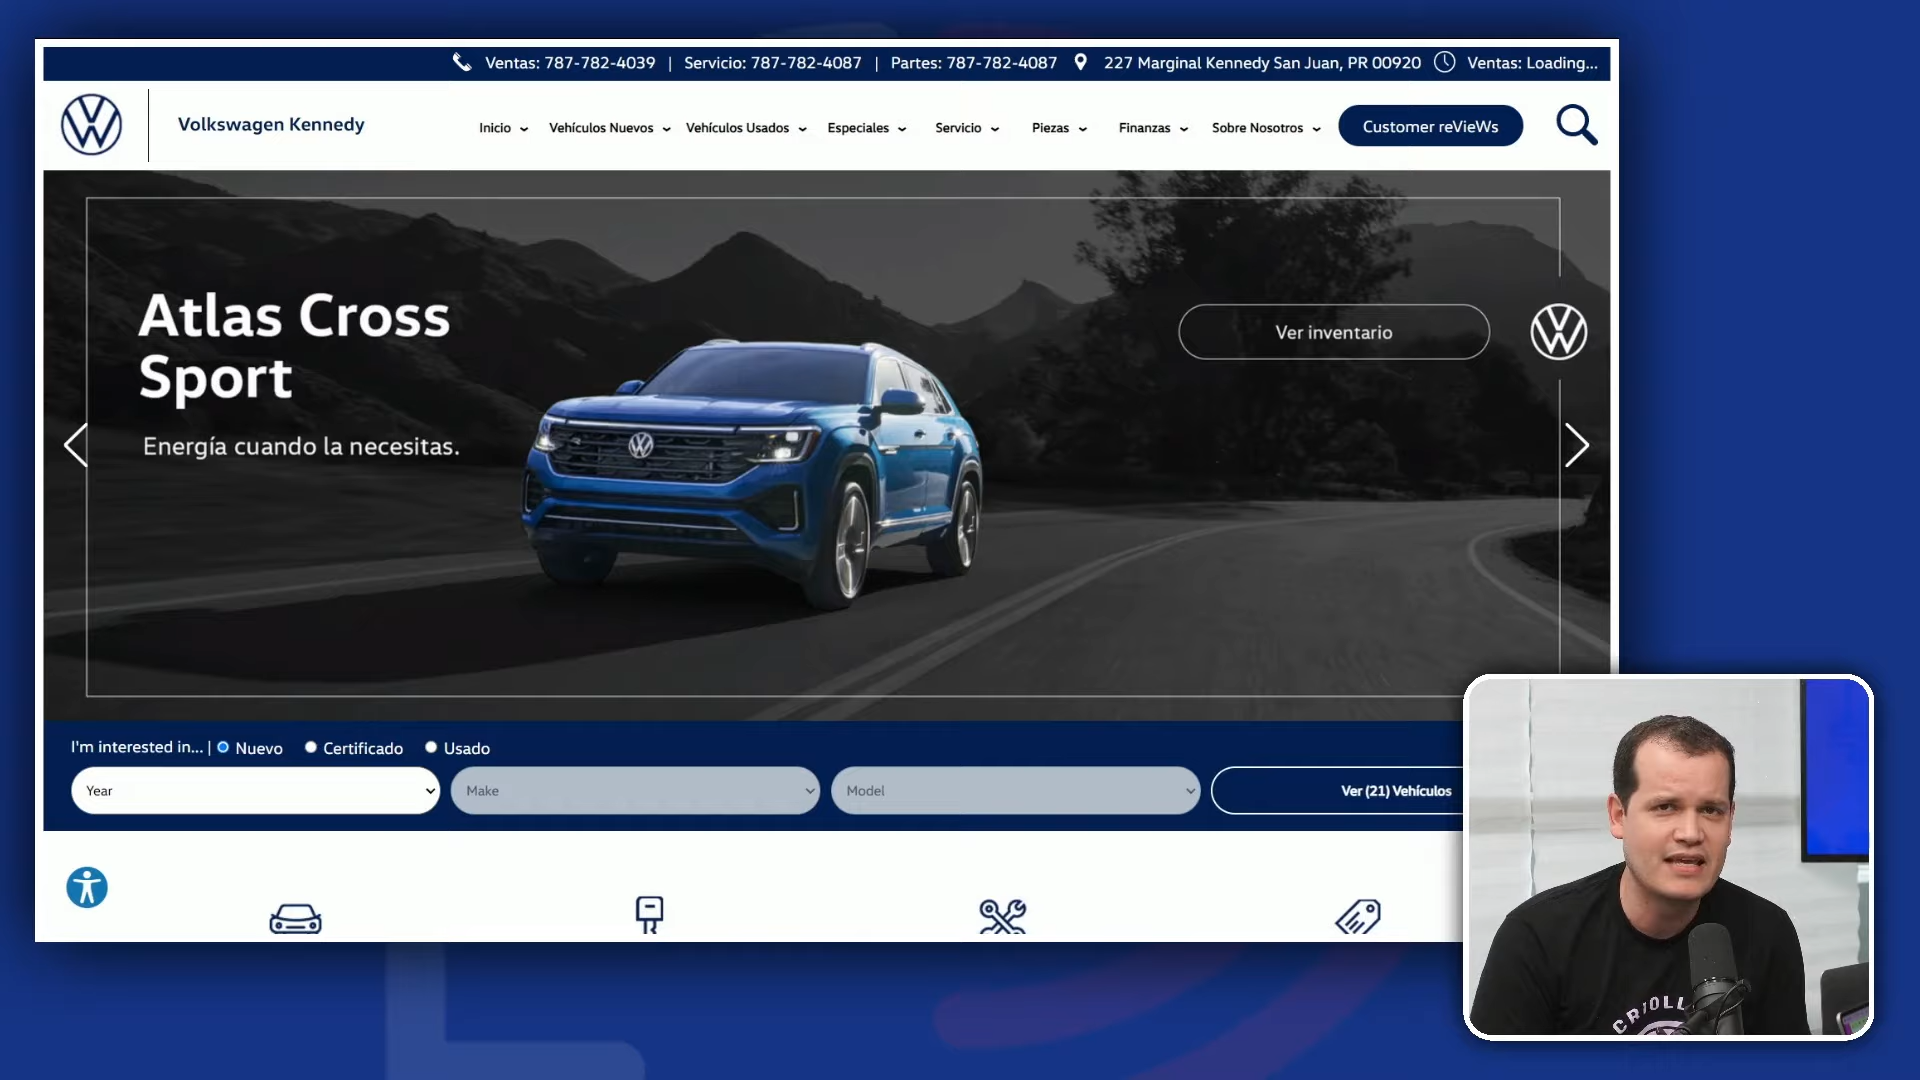 Ventas: 787-782-4039 | Servicio: 787-782-4087 | Partes: 787-782-4087 227 Marginal Kennedy San Juan, PR 00920 Ventas: Loading...
Volkswagen Kennedy
Inicio Vehículos Nuevos Vehículos Usados Especiales Servicio Piezas Finanzas Sobre Nosotros Customer reVieWs
Atlas Cross
Sport
Ver inventario
Energía cuando la necesitas.
I'm interested in... | Nuevo Certificado Usado
Year Make Model Ver (21) Vehículos